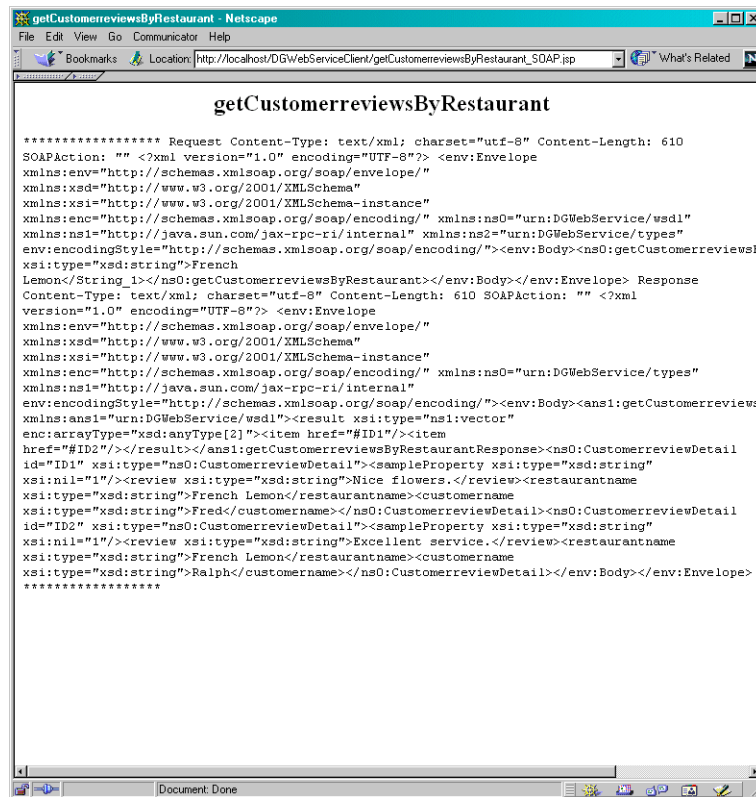 getCustomerreviewsByRestaurant - Netscape
File Edit View Go Communicator Help
Bookmarks Location: http://localhost/DGWebServiceClient/getCustomerreviewsByRestaurant_SOAP.jsp What's Related N
getCustomerreviewsByRestaurant
****************** Request Content-Type: text/xml; charset="utf-8" Content-Length: 610
SOAPAction: "" <?xml version="1.0" encoding="UTF-8"?> <env:Envelope
xmlns:env="http://schemas.xmlsoap.org/soap/envelope/"
xmlns:xsd="http://www.w3.org/2001/XMLSchema"
xmlns:xsi="http://www.w3.org/2001/XMLSchema-instance"
xmlns:enc="http://schemas.xmlsoap.org/soap/encoding/" xmlns:ns0="urn:DGWebService/wsdl"
xmlns:ns1="http://java.sun.com/jax-rpc-ri/internal" xmlns:ns2="urn:DGWebService/types"
env:encodingStyle="http://schemas.xmlsoap.org/soap/encoding/"><env:Body><ns0:getCustomerreviewsB
xsi:type="xsd:string">French
Lemon</String_1></ns0:getCustomerreviewsByRestaurant></env:Body></env:Envelope> Response
Content-Type: text/xml; charset="utf-8" Content-Length: 610 SOAPAction: "" <?xml
version="1.0" encoding="UTF-8"?> <env:Envelope
xmlns:env="http://schemas.xmlsoap.org/soap/envelope/"
xmlns:xsd="http://www.w3.org/2001/XMLSchema"
xmlns:xsi="http://www.w3.org/2001/XMLSchema-instance"
xmlns:enc="http://schemas.xmlsoap.org/soap/encoding/" xmlns:ns0="urn:DGWebService/types"
xmlns:ns1="http://java.sun.com/jax-rpc-ri/internal"
env:encodingStyle="http://schemas.xmlsoap.org/soap/encoding/"><env:Body><ans1:getCustomerreviews
xmlns:ans1="urn:DGWebService/wsdl"><result xsi:type="ns1:vector"
enc:arrayType="xsd:anyType[2]"><item href="#ID1"/><item
href="#ID2"/></result></ans1:getCustomerreviewsByRestaurantResponse><ns0:CustomerreviewDetail
id="ID1" xsi:type="ns0:CustomerreviewDetail"><sampleProperty xsi:type="xsd:string"
xsi:nil="1"/><review xsi:type="xsd:string">Nice flowers.</review><restaurantname
xsi:type="xsd:string">French Lemon</restaurantname><customername
xsi:type="xsd:string">Fred</customername></ns0:CustomerreviewDetail><ns0:CustomerreviewDetail
id="ID2" xsi:type="ns0:CustomerreviewDetail"><sampleProperty xsi:type="xsd:string"
xsi:nil="1"/><review xsi:type="xsd:string">Excellent service.</review><restaurantname
xsi:type="xsd:string">French Lemon</restaurantname><customername
xsi:type="xsd:string">Ralph</customername></ns0:CustomerreviewDetail></env:Body></env:Envelope>
******************
Document: Done